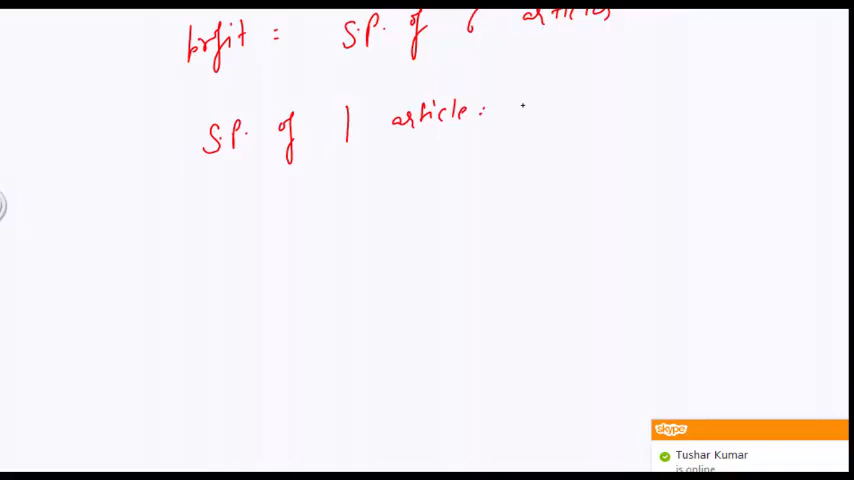 profit = S.P. of 6 articles
S.P. of 1 article :
skype
Tushar Kumar
is online